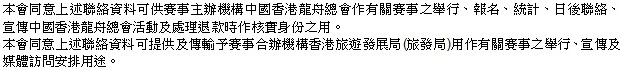 本會同意上述聯絡資料可供賽事主辦機構中國香港龍舟總會作有關賽事之舉行、報名、統計、日後聯絡、
宣傳中國香港龍舟總會活動及處理退款時作核實身份之用。
本會同意上述聯絡資料可提供及傳輸予賽事合辦機構香港旅遊發展局(旅發局)用作有關賽事之舉行、宣傳及
媒體訪問安排用途。